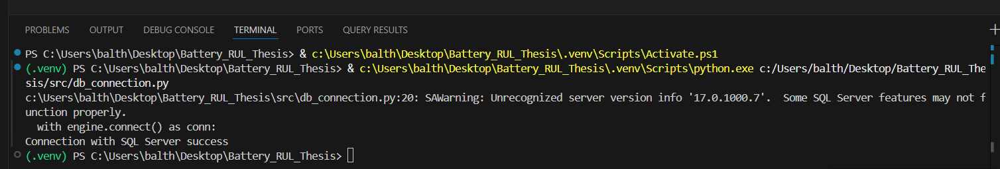 PROBLEMS OUTPUT DEBUG CONSOLE TERMINAL PORTS QUERY RESULTS
PS C:\Users\balth\Desktop\Battery_RUL_Thesis> & c:\Users\balth\Desktop\Battery_RUL_Thesis\.venv\Scripts\Activate.ps1
(.venv) PS C:\Users\balth\Desktop\Battery_RUL_Thesis> & c:\Users\balth\Desktop\Battery_RUL_Thesis\.venv\Scripts\python.exe c:/Users/balth/Desktop/Battery_RUL_The
sis/src/db_connection.py
c:\Users\balth\Desktop\Battery_RUL_Thesis\src\db_connection.py:20: SAWarning: Unrecognized server version info '17.0.1000.7'.  Some SQL Server features may not f
unction properly.
  with engine.connect() as conn:
Connection with SQL Server success
(.venv) PS C:\Users\balth\Desktop\Battery_RUL_Thesis>